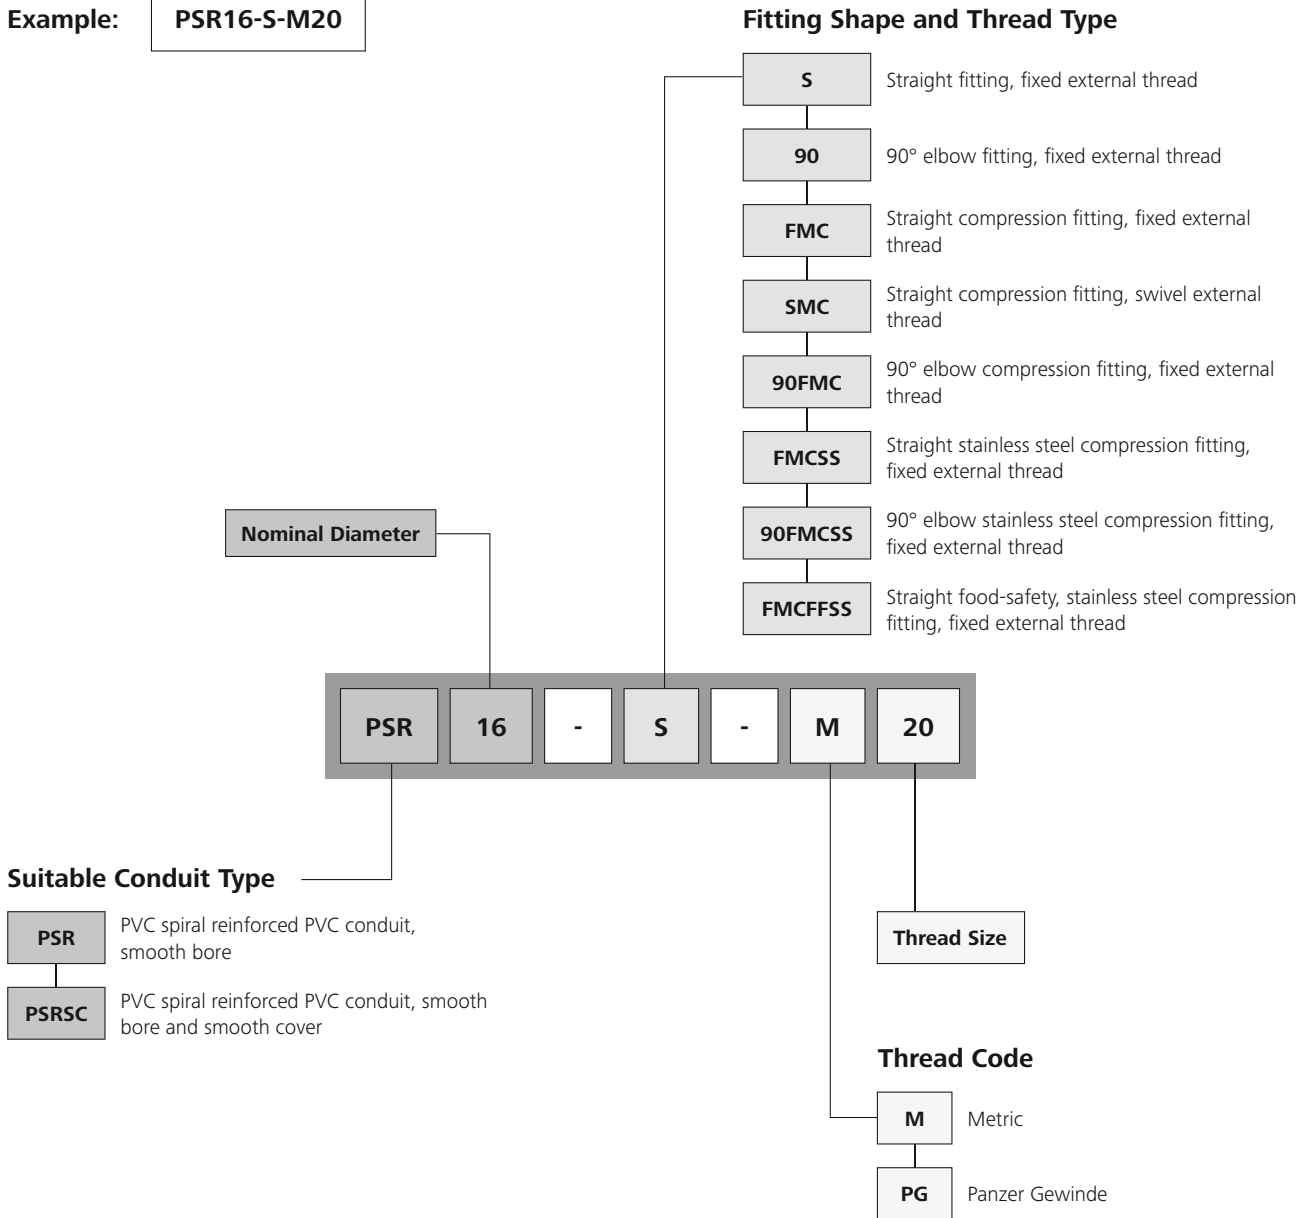 Example:
PSR16-S-M20
Fitting Shape and Thread Type
S
Straight fitting, fixed external thread
90
90° elbow fitting, fixed external thread
FMC
Straight compression fitting, fixed external
thread
SMC
Straight compression fitting, swivel external
thread
90FMC
90° elbow compression fitting, fixed external
thread
FMCSS
Straight stainless steel compression fitting,
fixed external thread
90FMCSS
90° elbow stainless steel compression fitting,
fixed external thread
FMCFFSS
Straight food-safety, stainless steel compression
fitting, fixed external thread
Nominal Diameter
PSR 16 - S - M 20
Suitable Conduit Type
PSR
PVC spiral reinforced PVC conduit,
smooth bore
PSRSC
PVC spiral reinforced PVC conduit, smooth
bore and smooth cover
Thread Size
Thread Code
M
Metric
PG
Panzer Gewinde